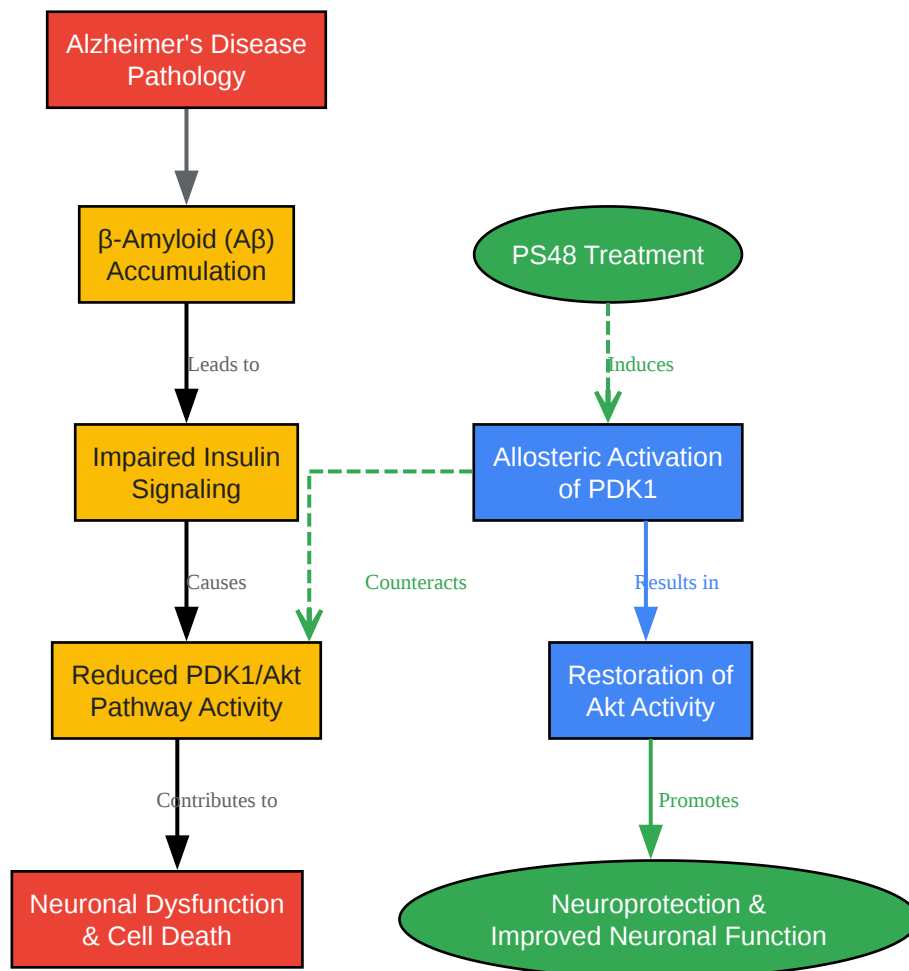 Alzheimer's Disease
Pathology
β-Amyloid (Aβ)
Accumulation
PS48 Treatment
Leads to
Induces
Impaired Insulin
Signaling
Allosteric Activation
of PDK1
Causes
Counteracts
Results in
Reduced PDK1/Akt
Pathway Activity
Restoration of
Akt Activity
Contributes to
Promotes
Neuronal Dysfunction
& Cell Death
Neuroprotection &
Improved Neuronal Function